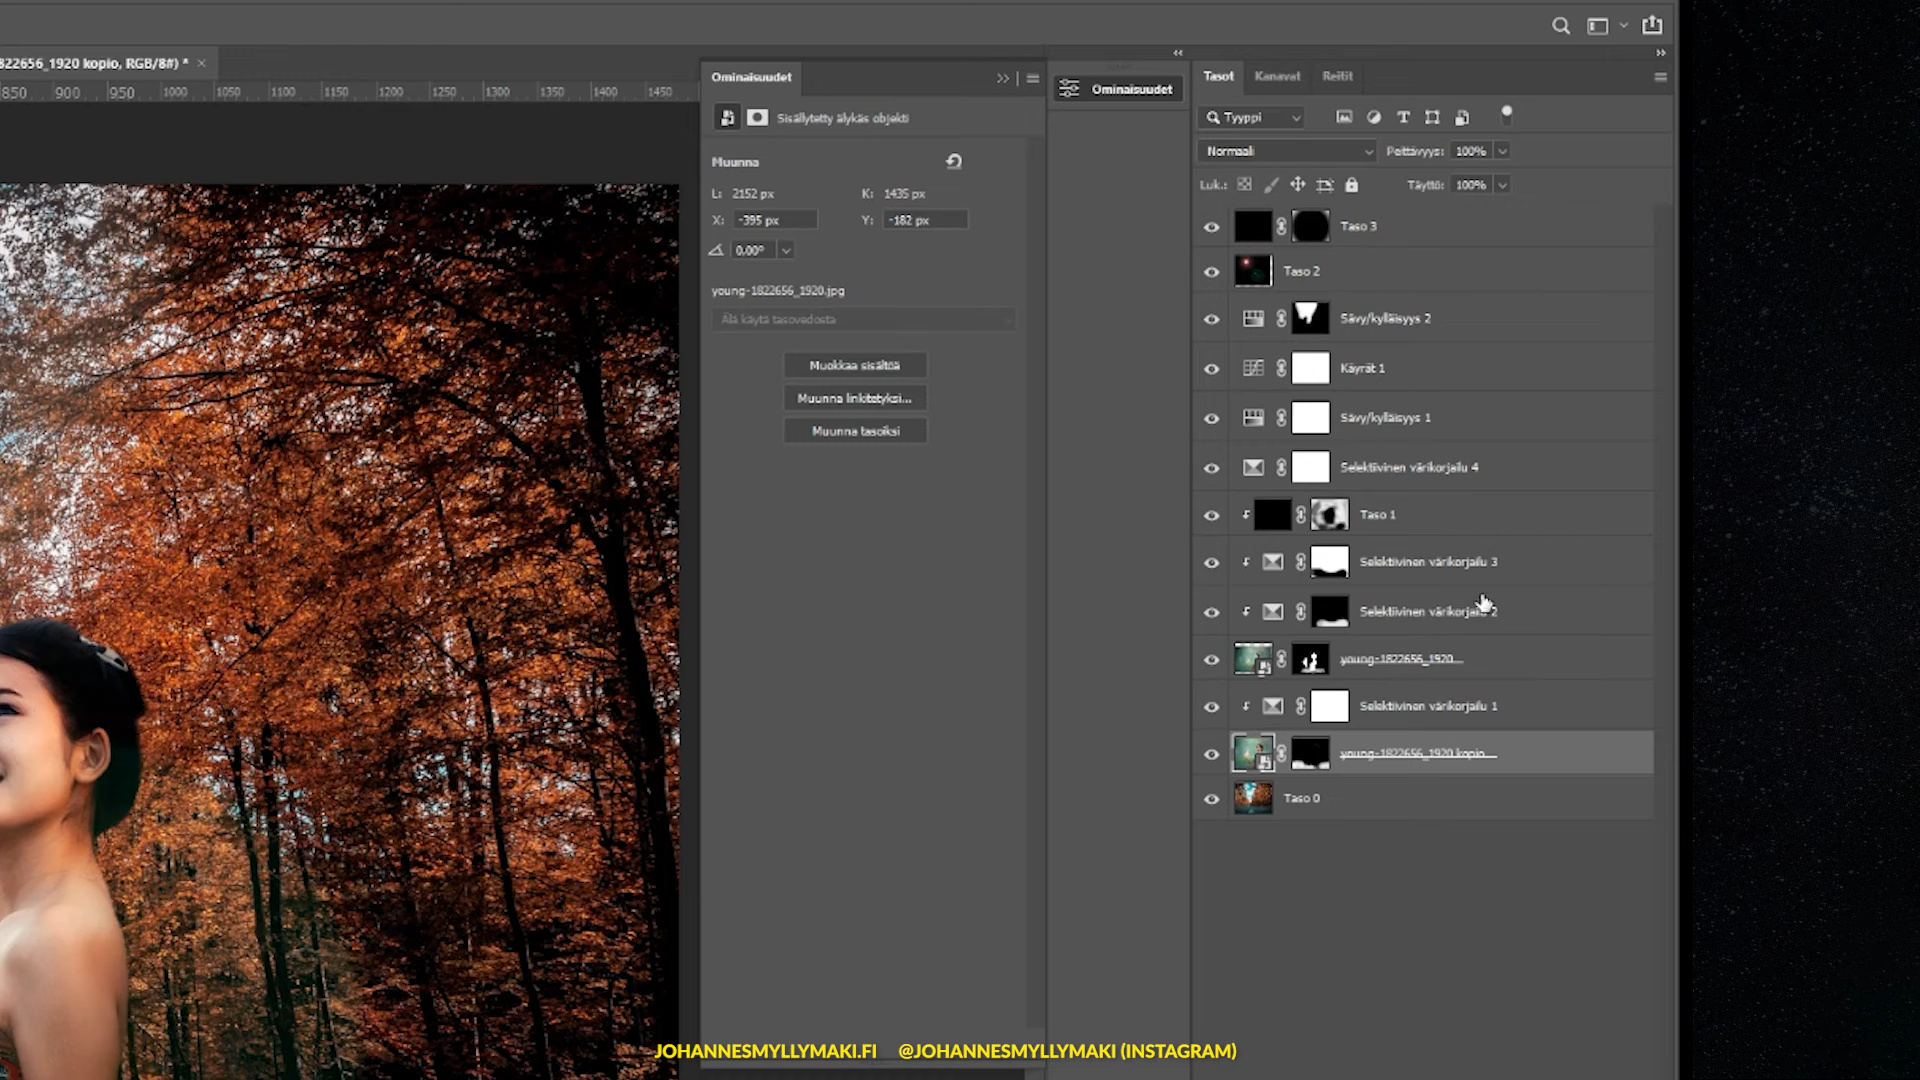 822656_1920 kopio, RGB/8#) *
850 900 950 1000 1050 1100 1150 1200 1250 1300 1350 1400 1450
Ominaisuudet
Sisällytetty älykäs objekti
Muunna
L: 2152 px K: 1435 px
X: -395 px Y: -182 px
0.00°
young-1822656_1920.jpg
Älä käytä tasovedosta
Muokkaa sisältöä
Muunna linkitetyksi...
Muunna tasoiksi
Ominaisuudet
Tasot Kanavat Reitit
Tyyppi
Normaali Peittävyys: 100%
Luk.: Täyttö: 100%
Taso 3
Taso 2
Sävy/kylläisyys 2
Käyrät 1
Sävy/kylläisyys 1
Selektiivinen värikorjailu 4
Taso 1
Selektiivinen värikorjailu 3
Selektiivinen värikorjailu 2
young-1822656_1920
Selektiivinen värikorjailu 1
young-1822656_1920 kopio
Taso 0
JOHANNESMYLLYMAKI.FI @JOHANNESMYLLYMAKI (INSTAGRAM)